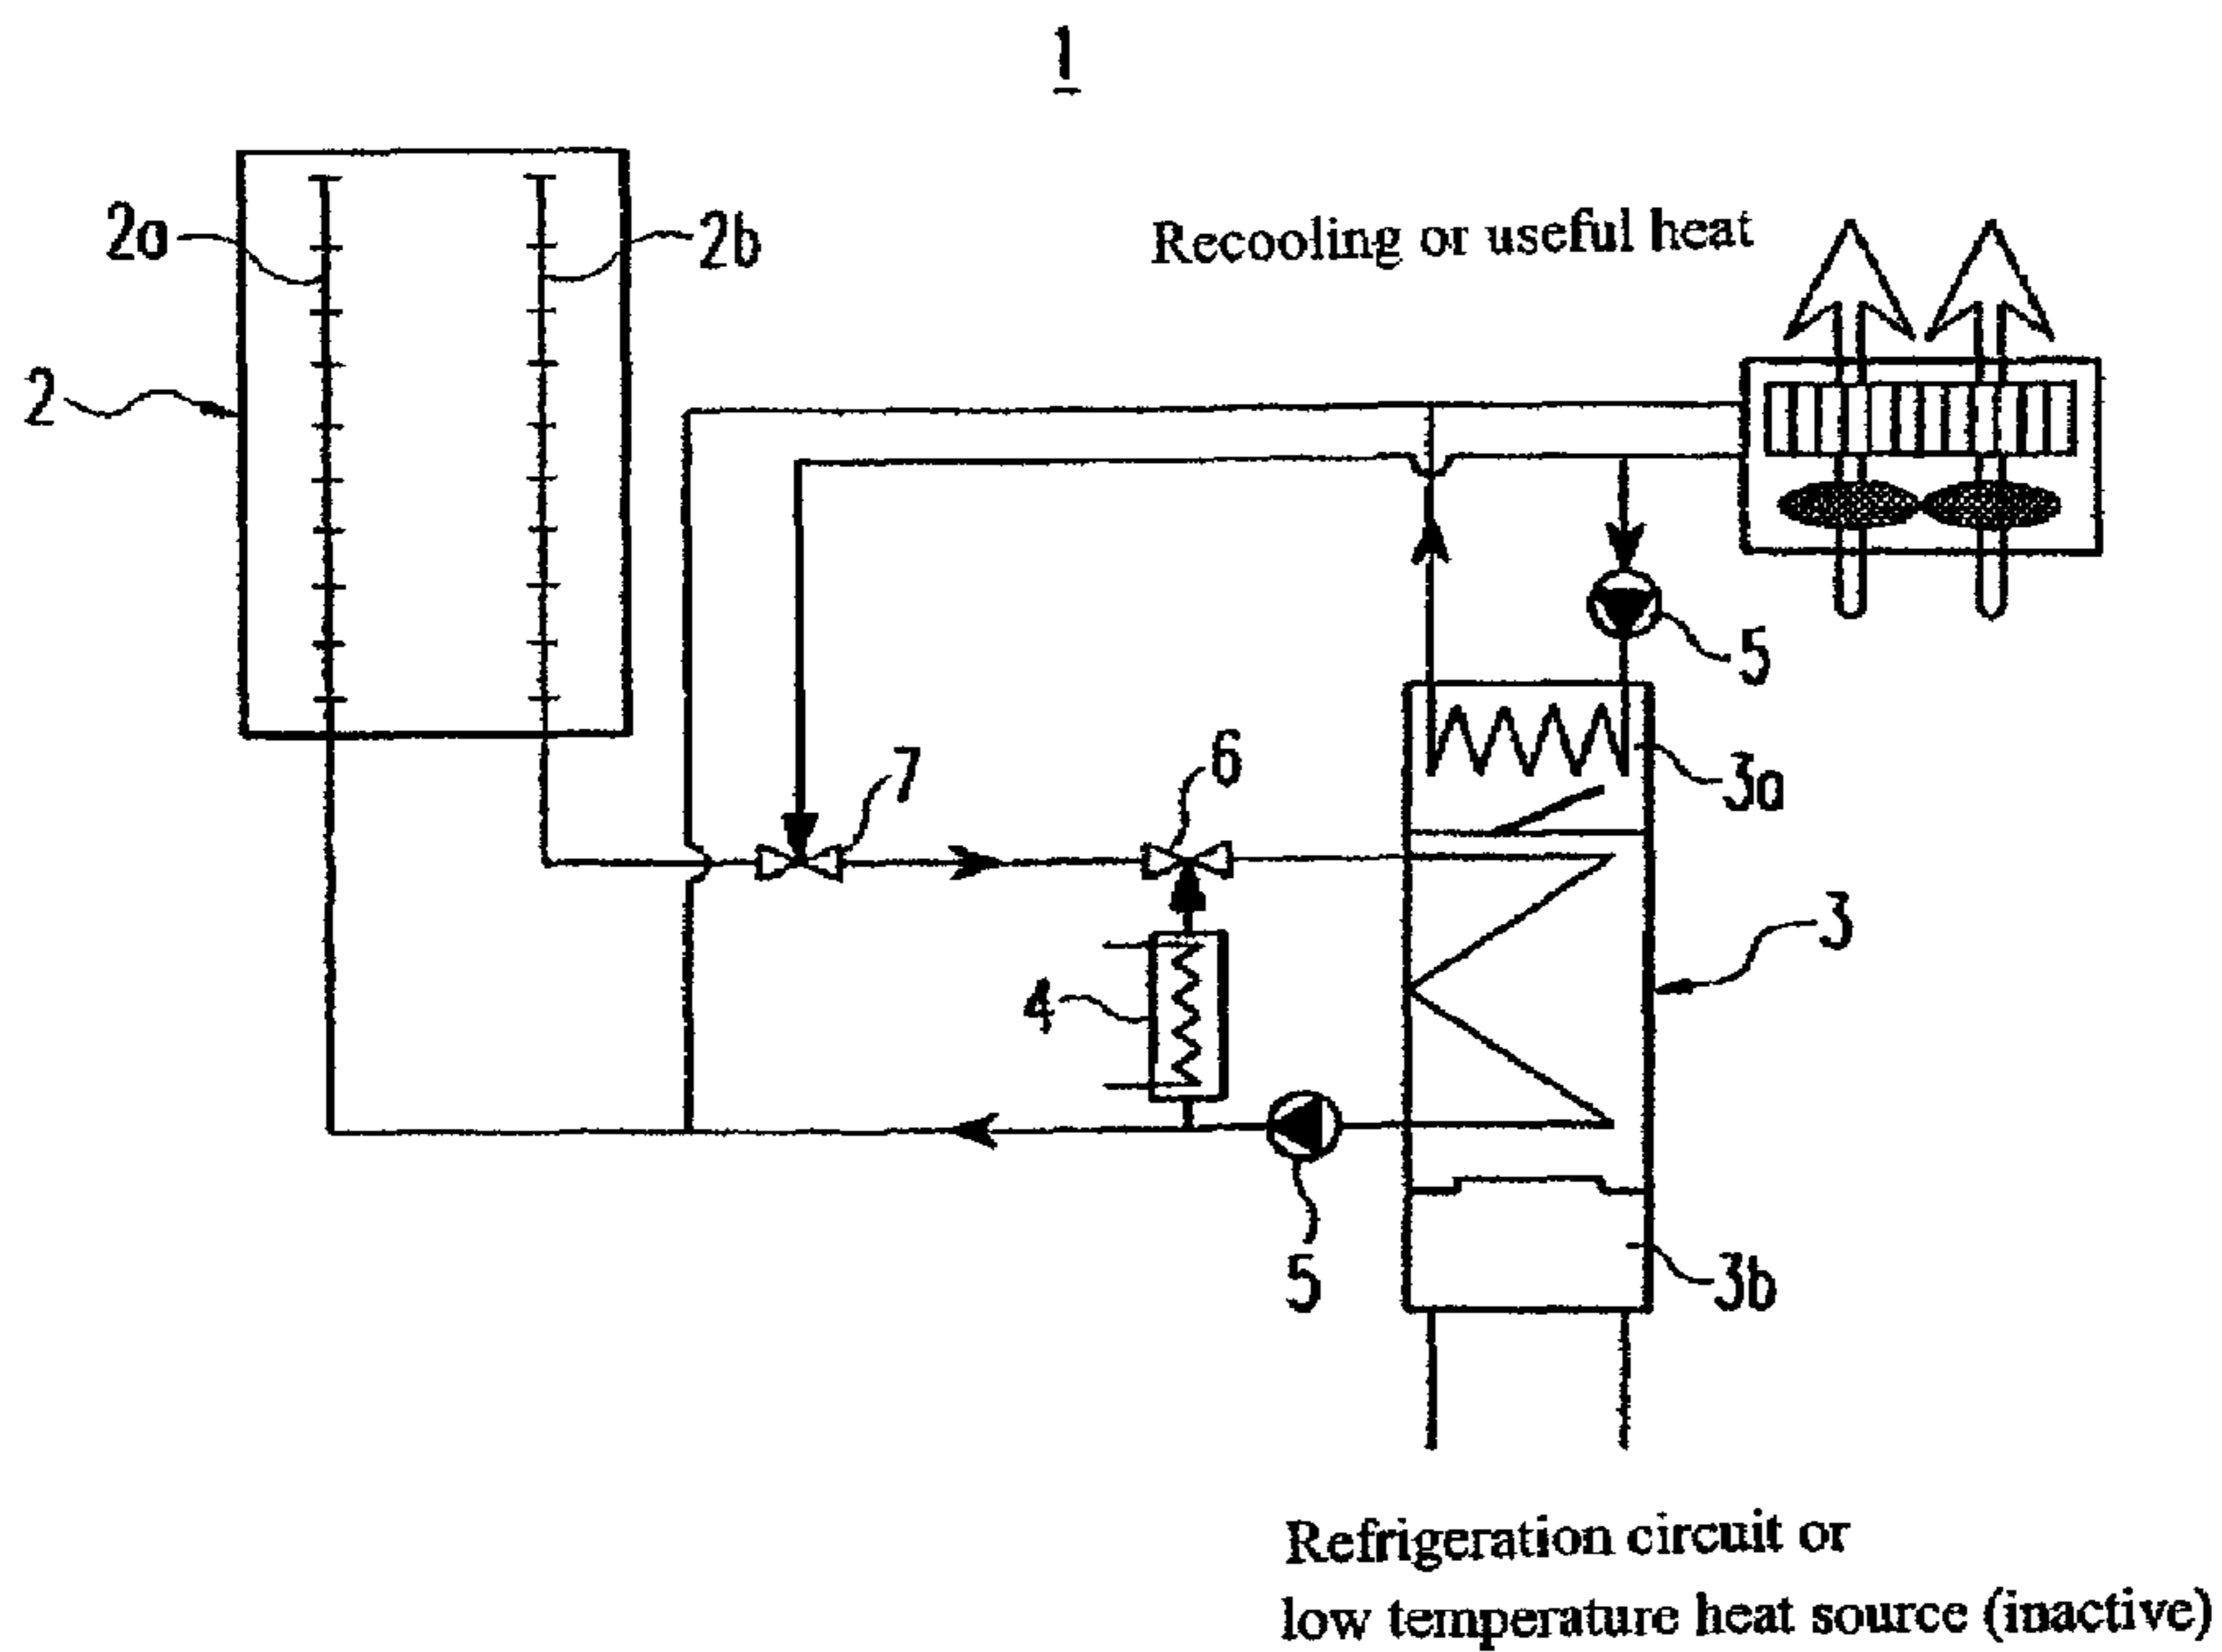 1
2a
2b
Recooling or useful heat
2
5
7
6
3a
3
4
5
3b
Refrigeration circuit or
low temperature heat source (inactive)